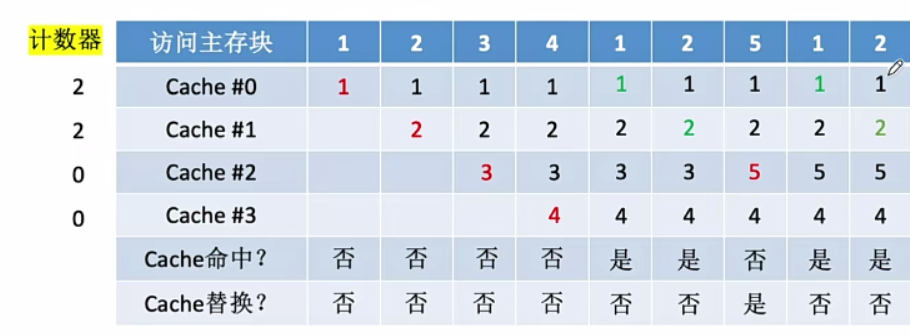 计数器 访问主存块 1 2 3 4 1 2 5 1 2
2 Cache #0 1 1 1 1 1 1 1 1 1
2 Cache #1 2 2 2 2 2 2 2 2
0 Cache #2 3 3 3 3 5 5 5
0 Cache #3 4 4 4 4 4 4
Cache命中? 否 否 否 否 是 是 否 是 是
Cache替换? 否 否 否 否 否 否 是 否 否